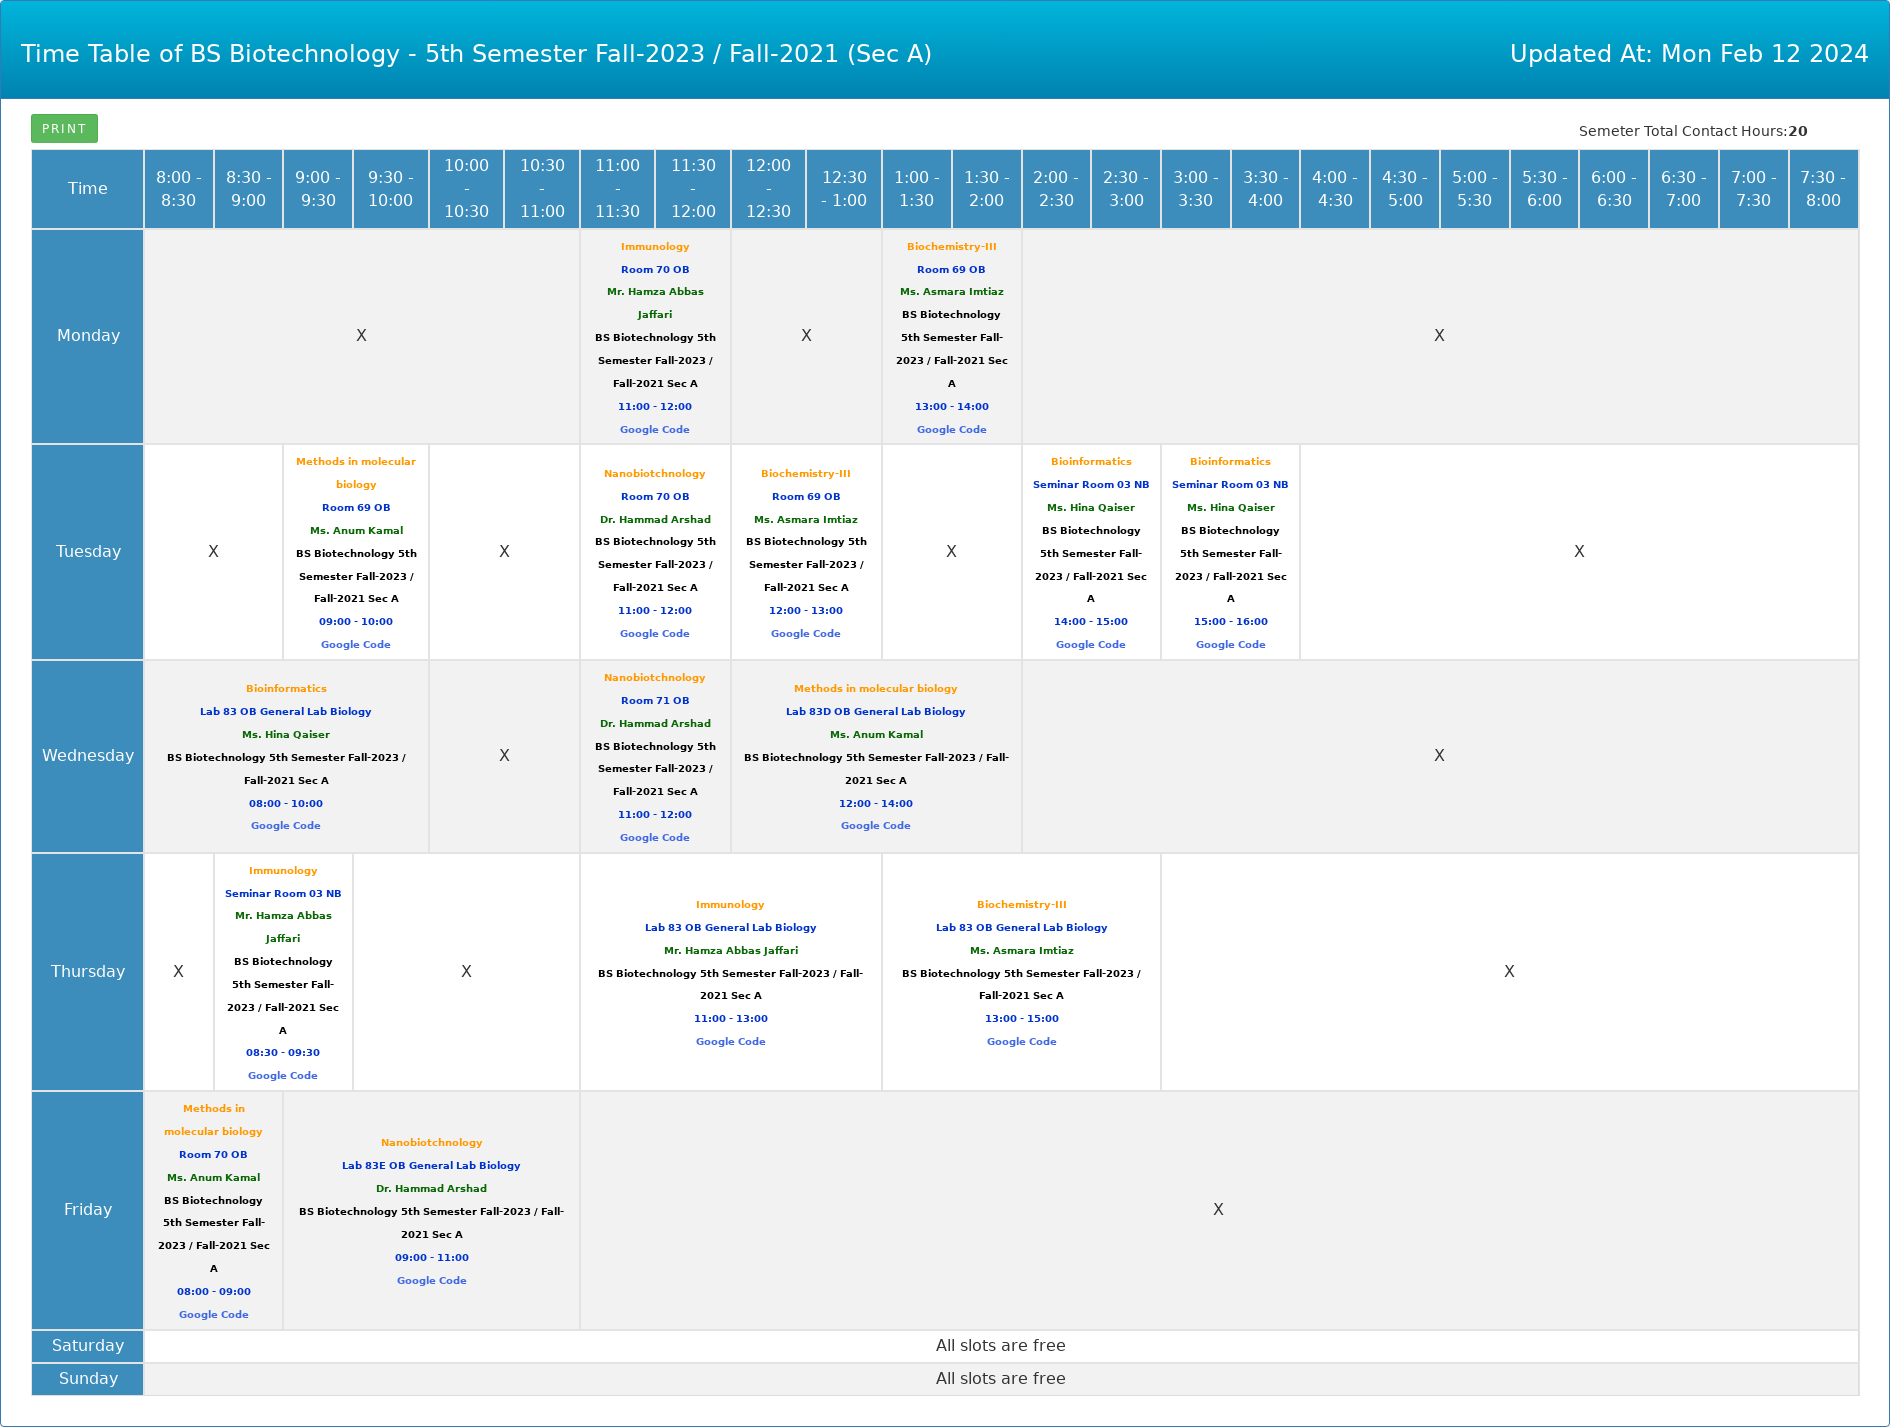 Time Table of BS Biotechnology - 5th Semester Fall-2023 / Fall-2021 (Sec A)
Updated At: Mon Feb 12 2024
PRINT
Semeter Total Contact Hours:20
Time
8:00 -
8:30
8:30 -
9:00
9:00 -
9:30
9:30 -
10:00
10:00
-
10:30
10:30
-
11:00
11:00
-
11:30
11:30
-
12:00
12:00
-
12:30
12:30
- 1:00
1:00 -
1:30
1:30 -
2:00
2:00 -
2:30
2:30 -
3:00
3:00 -
3:30
3:30 -
4:00
4:00 -
4:30
4:30 -
5:00
5:00 -
5:30
5:30 -
6:00
6:00 -
6:30
6:30 -
7:00
7:00 -
7:30
7:30 -
8:00
Monday
X
Immunology
Room 70 OB
Mr. Hamza Abbas
Jaffari
BS Biotechnology 5th
Semester Fall-2023 /
Fall-2021 Sec A
11:00 - 12:00
Google Code
X
Biochemistry-III
Room 69 OB
Ms. Asmara Imtiaz
BS Biotechnology
5th Semester Fall-
2023 / Fall-2021 Sec
A
13:00 - 14:00
Google Code
X
Tuesday
X
Methods in molecular
biology
Room 69 OB
Ms. Anum Kamal
BS Biotechnology 5th
Semester Fall-2023 /
Fall-2021 Sec A
09:00 - 10:00
Google Code
X
Nanobiotchnology
Room 70 OB
Dr. Hammad Arshad
BS Biotechnology 5th
Semester Fall-2023 /
Fall-2021 Sec A
11:00 - 12:00
Google Code
Biochemistry-III
Room 69 OB
Ms. Asmara Imtiaz
BS Biotechnology 5th
Semester Fall-2023 /
Fall-2021 Sec A
12:00 - 13:00
Google Code
X
Bioinformatics
Seminar Room 03 NB
Ms. Hina Qaiser
BS Biotechnology
5th Semester Fall-
2023 / Fall-2021 Sec
A
14:00 - 15:00
Google Code
Bioinformatics
Seminar Room 03 NB
Ms. Hina Qaiser
BS Biotechnology
5th Semester Fall-
2023 / Fall-2021 Sec
A
15:00 - 16:00
Google Code
X
Wednesday
Bioinformatics
Lab 83 OB General Lab Biology
Ms. Hina Qaiser
BS Biotechnology 5th Semester Fall-2023 /
Fall-2021 Sec A
08:00 - 10:00
Google Code
X
Nanobiotchnology
Room 71 OB
Dr. Hammad Arshad
BS Biotechnology 5th
Semester Fall-2023 /
Fall-2021 Sec A
11:00 - 12:00
Google Code
Methods in molecular biology
Lab 83D OB General Lab Biology
Ms. Anum Kamal
BS Biotechnology 5th Semester Fall-2023 / Fall-
2021 Sec A
12:00 - 14:00
Google Code
X
Thursday
X
Immunology
Seminar Room 03 NB
Mr. Hamza Abbas
Jaffari
BS Biotechnology
5th Semester Fall-
2023 / Fall-2021 Sec
A
08:30 - 09:30
Google Code
X
Immunology
Lab 83 OB General Lab Biology
Mr. Hamza Abbas Jaffari
BS Biotechnology 5th Semester Fall-2023 / Fall-
2021 Sec A
11:00 - 13:00
Google Code
Biochemistry-III
Lab 83 OB General Lab Biology
Ms. Asmara Imtiaz
BS Biotechnology 5th Semester Fall-2023 /
Fall-2021 Sec A
13:00 - 15:00
Google Code
X
Friday
Methods in
molecular biology
Room 70 OB
Ms. Anum Kamal
BS Biotechnology
5th Semester Fall-
2023 / Fall-2021 Sec
A
08:00 - 09:00
Google Code
Nanobiotchnology
Lab 83E OB General Lab Biology
Dr. Hammad Arshad
BS Biotechnology 5th Semester Fall-2023 / Fall-
2021 Sec A
09:00 - 11:00
Google Code
X
Saturday
All slots are free
Sunday
All slots are free